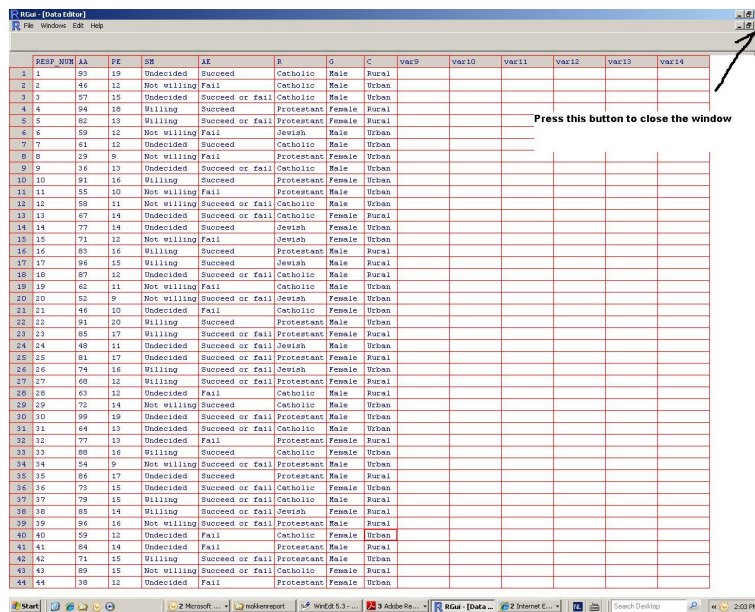 RGui - [Data Editor]
File Windows Edit Help
RESP_NUM AA PE SM AE R G C var9 var10 var11 var12 var13 var14
1 1 93 19 Undecided Succeed Catholic Male Rural
2 2 46 12 Not willing Fail Catholic Male Urban
3 3 57 15 Undecided Succeed or fail Catholic Male Urban
4 4 94 18 Willing Succeed Protestant Female Rural
5 5 82 13 Willing Succeed or fail Protestant Female Rural
Press this button to close the window
6 6 59 12 Not willing Fail Jewish Male Urban
7 7 61 12 Undecided Succeed Catholic Male Urban
8 8 29 9 Not willing Fail Protestant Female Urban
9 9 36 13 Undecided Succeed or fail Catholic Male Urban
10 10 91 16 Willing Succeed Protestant Female Urban
11 11 55 10 Not willing Fail Protestant Male Urban
12 12 58 11 Not willing Succeed or fail Catholic Male Urban
13 13 67 14 Undecided Succeed or fail Catholic Female Rural
14 14 77 14 Undecided Succeed Jewish Female Urban
15 15 71 12 Not willing Fail Jewish Female Urban
16 16 83 16 Willing Succeed Protestant Male Rural
17 17 96 15 Willing Succeed Jewish Male Rural
18 18 87 12 Undecided Succeed or fail Catholic Male Rural
19 19 62 11 Not willing Fail Catholic Male Rural
20 20 52 9 Not willing Succeed or fail Jewish Female Urban
21 21 46 10 Undecided Fail Catholic Female Urban
22 22 91 20 Willing Succeed Protestant Male Urban
23 23 85 17 Willing Succeed or fail Protestant Female Rural
24 24 48 11 Undecided Succeed or fail Jewish Male Urban
25 25 81 17 Undecided Succeed or fail Protestant Male Rural
26 26 74 16 Willing Succeed or fail Jewish Female Urban
27 27 68 12 Willing Succeed or fail Protestant Female Urban
28 28 63 12 Undecided Fail Catholic Female Rural
29 29 72 14 Not willing Succeed Catholic Male Urban
30 30 99 19 Undecided Succeed or fail Protestant Male Rural
31 31 64 13 Undecided Succeed or fail Catholic Male Urban
32 32 77 13 Undecided Fail Protestant Female Rural
33 33 88 16 Willing Succeed Catholic Female Rural
34 34 54 9 Not willing Succeed or fail Protestant Male Urban
35 35 86 17 Undecided Succeed Protestant Male Rural
36 36 73 15 Undecided Succeed or fail Catholic Female Urban
37 37 79 15 Willing Succeed or fail Catholic Male Rural
38 38 85 14 Willing Succeed or fail Jewish Female Rural
39 39 96 16 Not willing Succeed or fail Protestant Male Rural
40 40 59 12 Undecided Fail Catholic Female Urban
41 41 84 14 Undecided Fail Protestant Male Rural
42 42 71 15 Willing Succeed or fail Protestant Male Urban
43 43 89 15 Not willing Succeed or fail Catholic Male Rural
44 44 38 12 Undecided Fail Protestant Female Urban
Start 2 Microsoft ... mokkenreport WinEdt 5.3 - ... 3 Adobe Re... RGui - [Data ... 2 Internet E... NL Search Desktop 2:03 PM